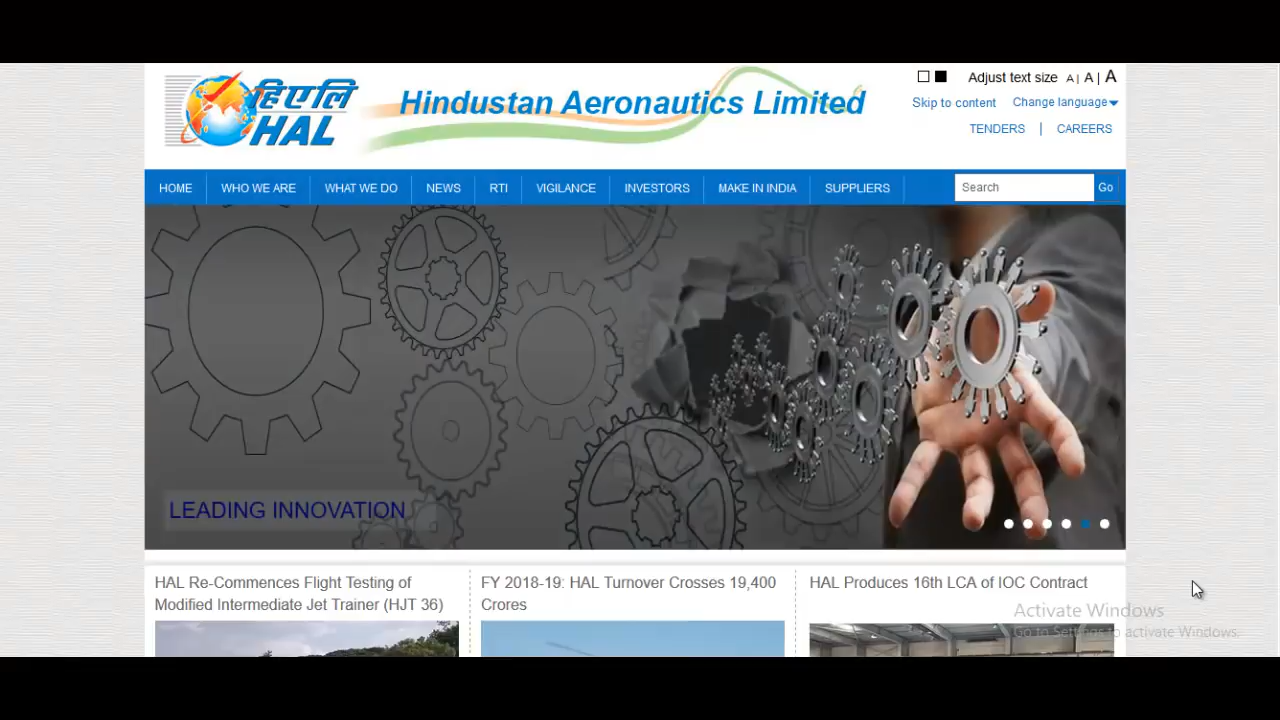 हिएलि
HAL
Hindustan Aeronautics Limited
Adjust text size A | A | A
Skip to content Change language
TENDERS | CAREERS
HOME WHO WE ARE WHAT WE DO NEWS RTI VIGILANCE INVESTORS MAKE IN INDIA SUPPLIERS Search Go
LEADING INNOVATION
HAL Re-Commences Flight Testing of
Modified Intermediate Jet Trainer (HJT 36)
FY 2018-19: HAL Turnover Crosses 19,400
Crores
HAL Produces 16th LCA of IOC Contract
Activate Windows
Go to Settings to activate Windows.